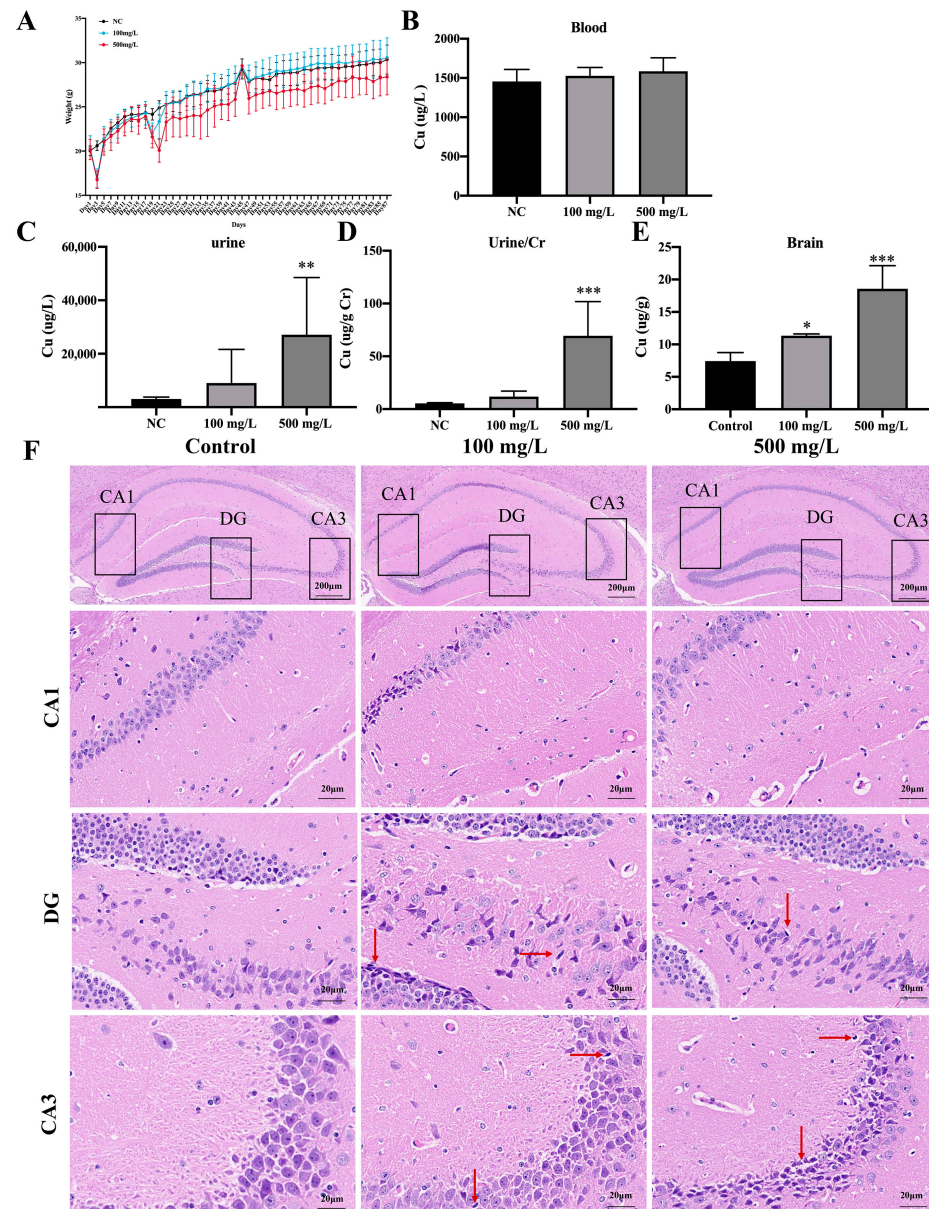 A
NC
100mg/L
500mg/L
Weight (g)
35
30
25
20
15
Days
B
Blood
Cu (ug/L)
2000
1500
1000
500
0
NC
100 mg/L
500 mg/L
C
urine
Cu (ug/L)
60,000
40,000
20,000
**
NC
100 mg/L
500 mg/L
D
Urine/Cr
Cu (ug/g Cr)
150
100
50
0
***
NC
100 mg/L
500 mg/L
E
Brain
Cu (ug/g)
25
20
15
10
5
0
*
***
Control
100 mg/L
500 mg/L
F
Control
100 mg/L
500 mg/L
CA1
DG
CA3
200μm
CA1
DG
CA3
200μm
CA1
DG
CA3
200μm
CA1
20μm
20μm
20μm
DG
20μm
20μm
20μm
CA3
20μm
20μm
20μm